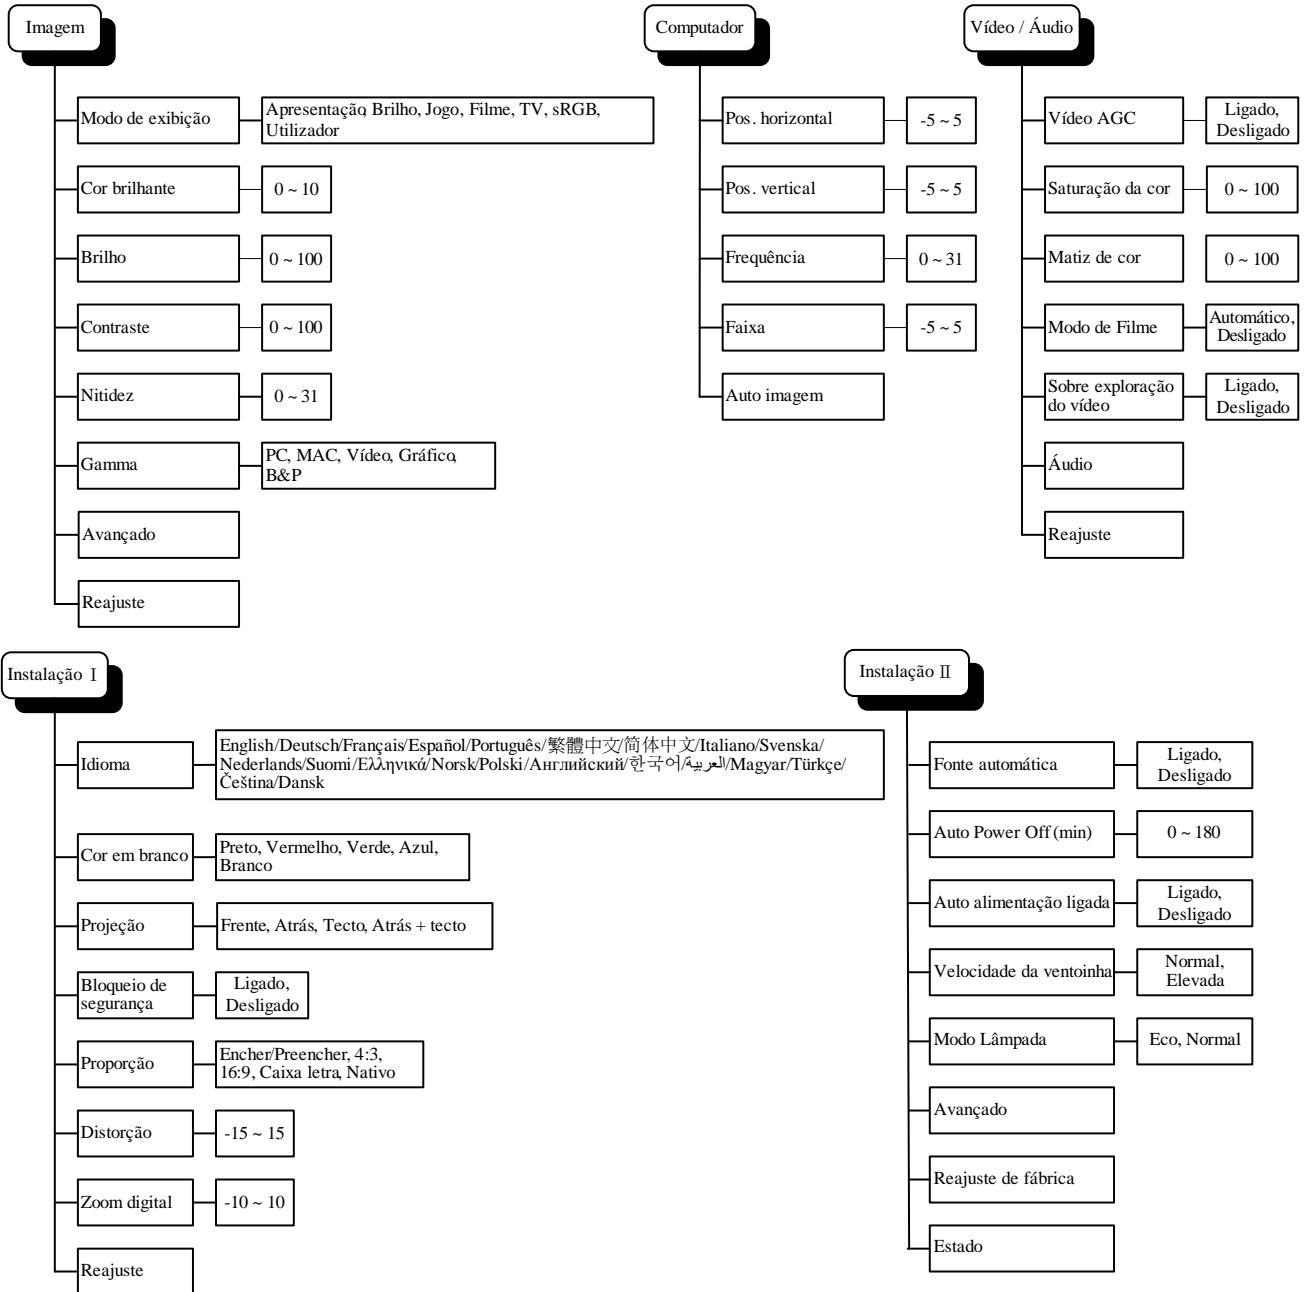 Imagem
Modo de exibição
Apresentação, Brilho, Jogo, Filme, TV, sRGB,
Utilizador
Cor brilhante
0 ~ 10
Brilho
0 ~ 100
Contraste
0 ~ 100
Nitidez
0 ~ 31
Gamma
PC, MAC, Vídeo, Gráfico,
B&P
Avançado
Reajuste
Computador
Pos. horizontal
-5 ~ 5
Pos. vertical
-5 ~ 5
Frequência
0 ~ 31
Faixa
-5 ~ 5
Auto imagem
Vídeo / Áudio
Vídeo AGC
Ligado,
Desligado
Saturação da cor
0 ~ 100
Matiz de cor
0 ~ 100
Modo de Filme
Automático,
Desligado
Sobre exploração
do vídeo
Ligado,
Desligado
Áudio
Reajuste
Instalação Ⅰ
Idioma
English/Deutsch/Français/Español/Português/繁體中文/简体中文/Italiano/Svenska/
Nederlands/Suomi/Ελληνικά/Norsk/Polski/Английский/한국어/العربية/Magyar/Türkçe/
Čeština/Dansk
Cor em branco
Preto, Vermelho, Verde, Azul,
Branco
Projeção
Frente, Atrás, Tecto, Atrás + tecto
Bloqueio de
segurança
Ligado,
Desligado
Proporção
Encher/Preencher, 4:3,
16:9, Caixa letra, Nativo
Distorção
-15 ~ 15
Zoom digital
-10 ~ 10
Reajuste
Instalação Ⅱ
Fonte automática
Ligado,
Desligado
Auto Power Off (min)
0 ~ 180
Auto alimentação ligada
Ligado,
Desligado
Velocidade da ventoinha
Normal,
Elevada
Modo Lâmpada
Eco, Normal
Avançado
Reajuste de fábrica
Estado